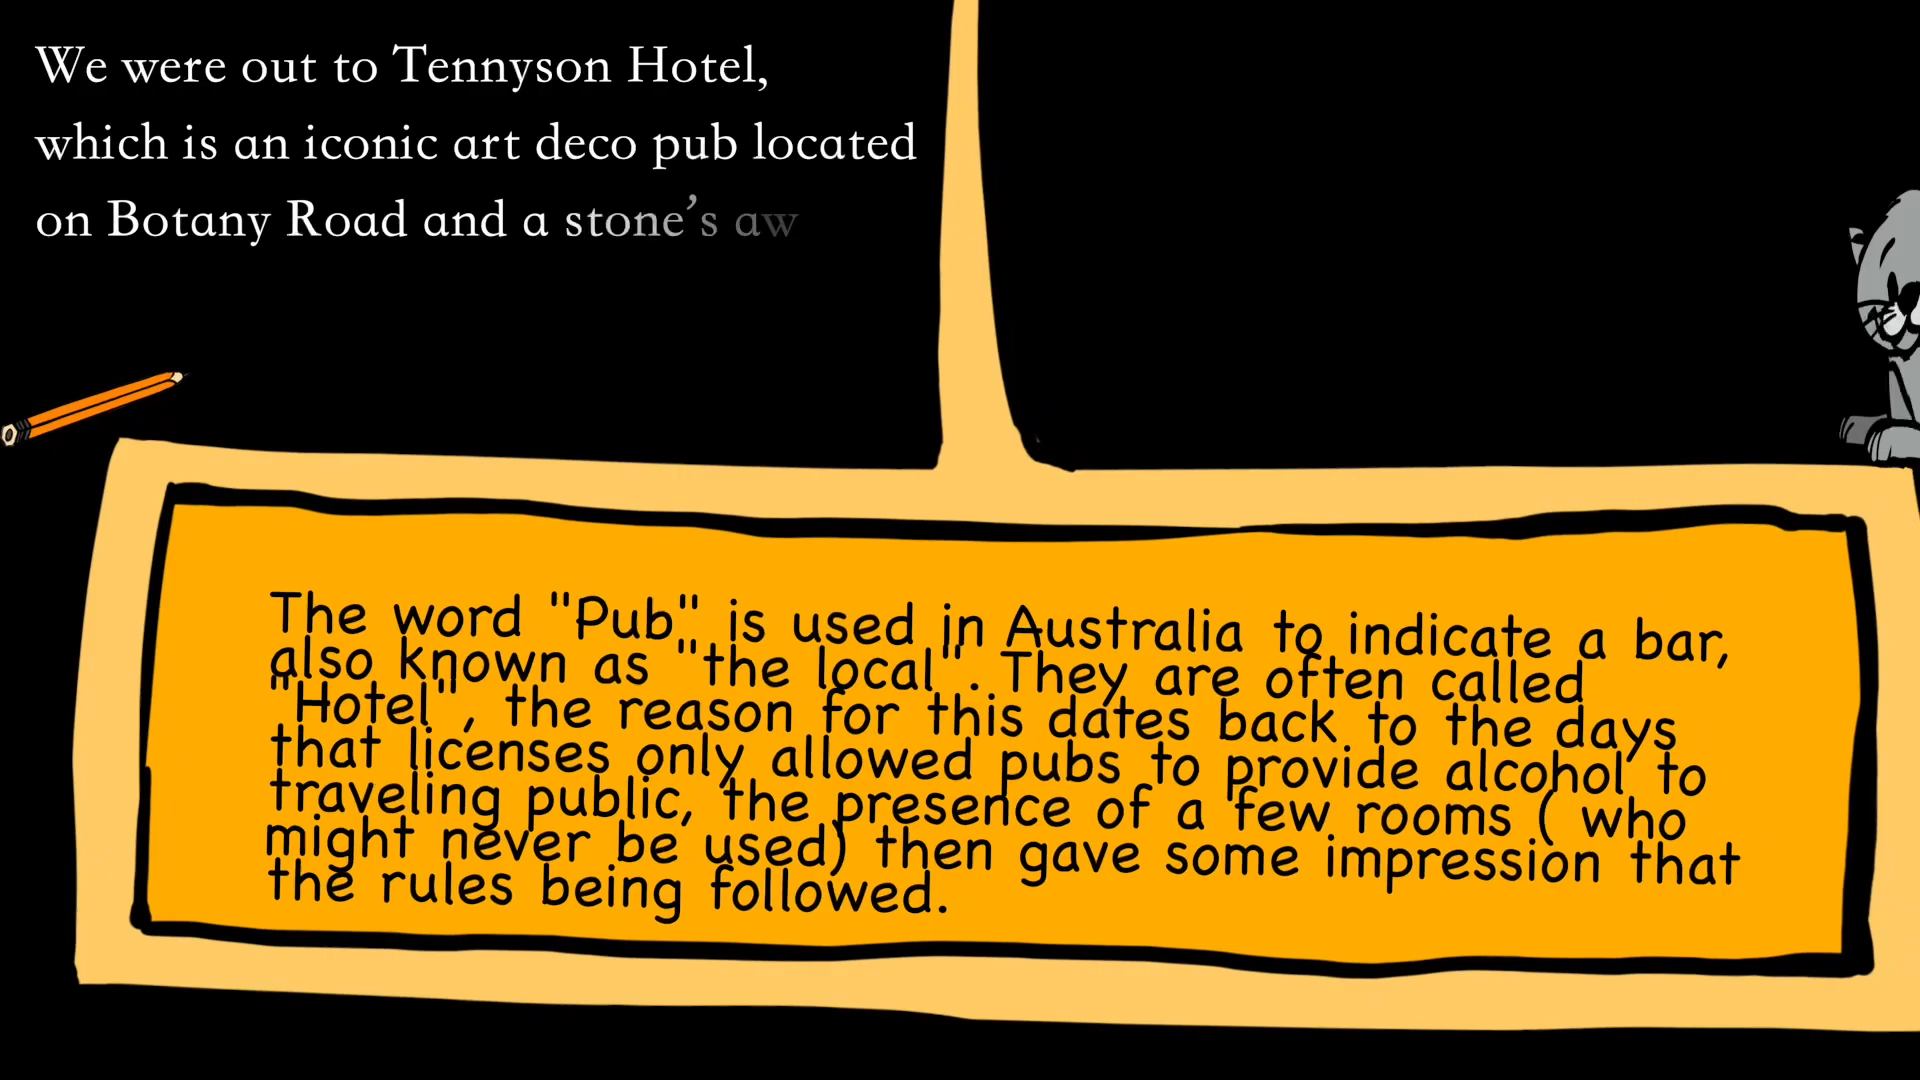 We were out to Tennyson Hotel,
which is an iconic art deco pub located
on Botany Road and a stone’s aw
The word "Pub" is used in Australia to indicate a bar,
also known as "the local". They are often called
"Hotel", the reason for this dates back to the days
that licenses only allowed pubs to provide alcohol to
traveling public, the presence of a few rooms ( who
might never be used) then gave some impression that
the rules being followed.